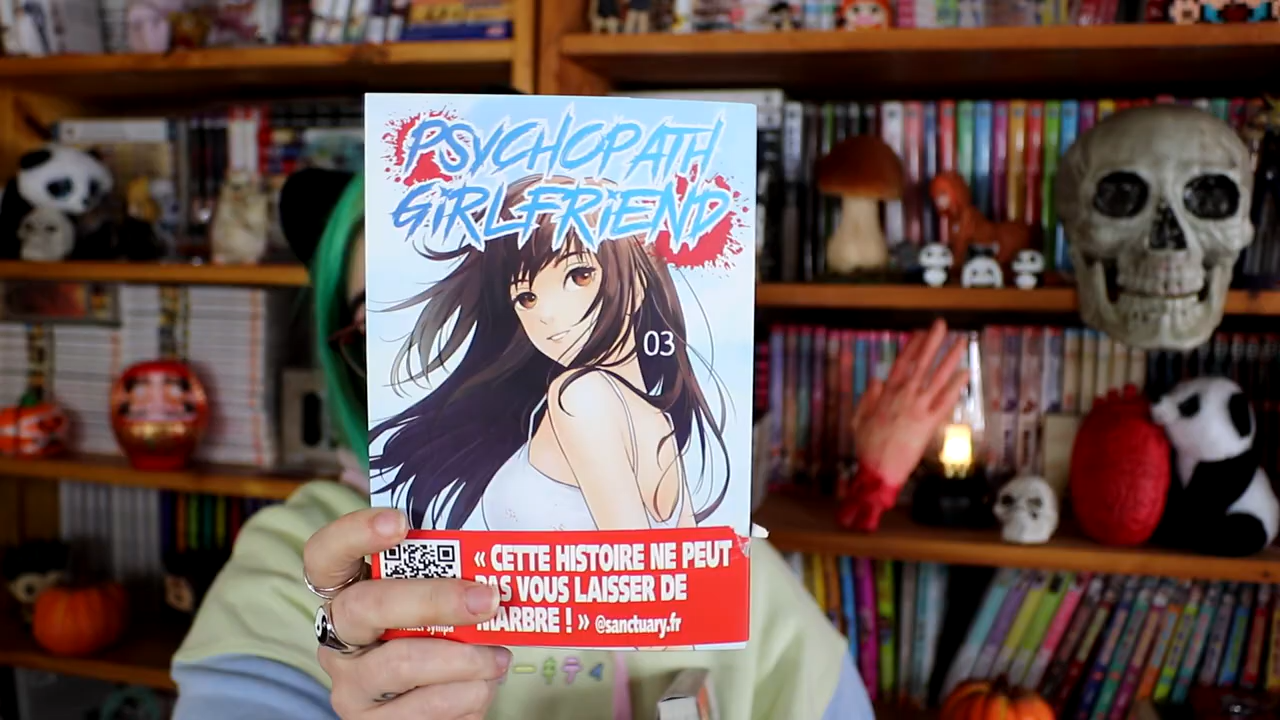 PSYCHOPATH
GIRLFRIEND
03
« CETTE HISTOIRE NE PEUT
PAS VOUS LAISSER DE
MARBRE ! » @sanctuary.fr